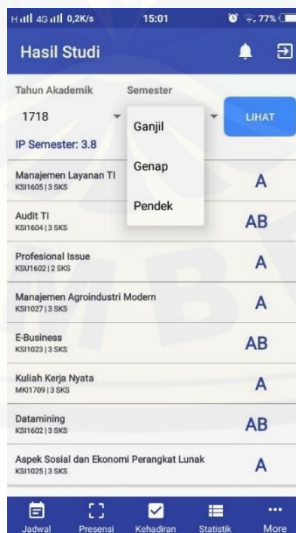 H 4G 0,2K/s 15:01 77%
Hasil Studi
Tahun Akademik Semester
1718 LIHAT
Ganjil
Genap
Pendek
IP Semester: 3.8
Manajemen Layanan TI
KSI1605 | 3 SKS
A
Audit TI
KSI1604 | 3 SKS
AB
Profesional Issue
KSU1602 | 2 SKS
A
Manajemen Agroindustri Modern
KSI1027 | 3 SKS
A
E-Business
KSI1023 | 3 SKS
AB
Kuliah Kerja Nyata
MKI1709 | 3 SKS
A
Datamining
KSI1602 | 3 SKS
AB
Aspek Sosial dan Ekonomi Perangkat Lunak
KSI1025 | 3 SKS
A
Jadwal Presensi Kehadiran Statistik More